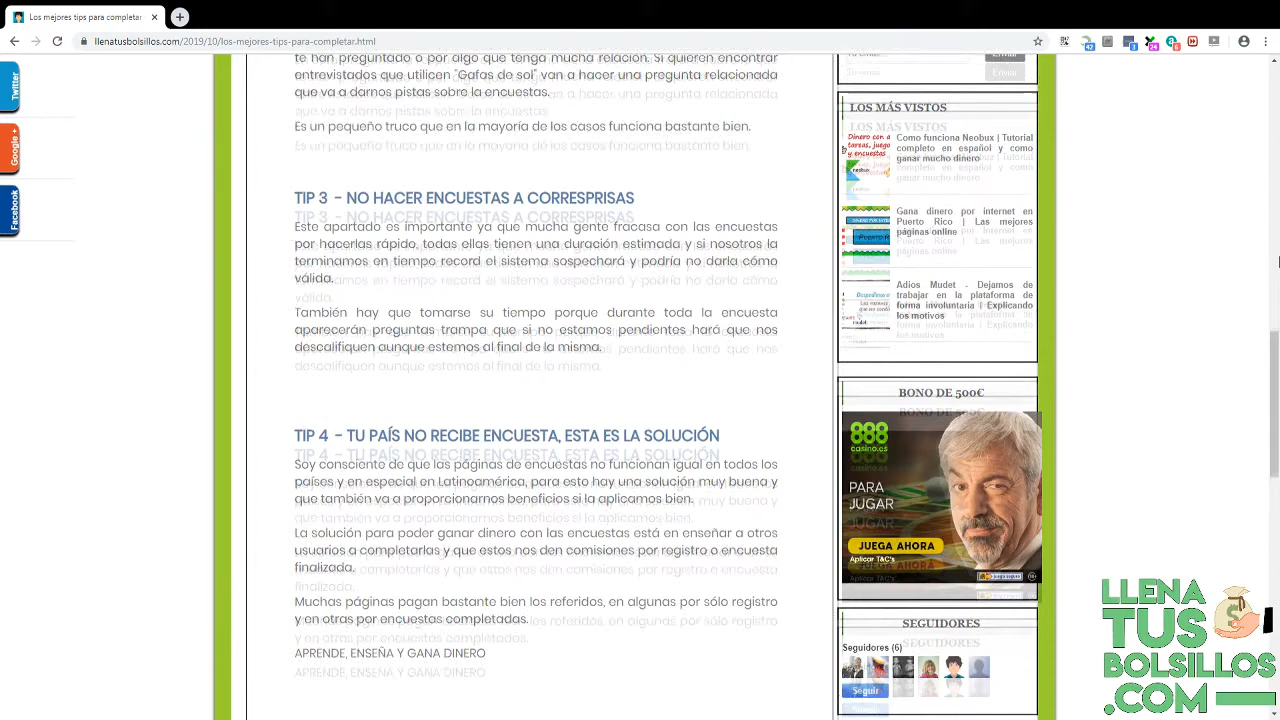 Los mejores tips para completar
llenatusbolsillos.com/2019/10/los-mejores-tips-para-completar.html
Twitter
Google +
Facebook
entrevistados que utilicen "Gafas de sol" van a hacer una pregunta relacionada
que va a darnos pistas sobre la encuestas.
Es un pequeño truco que en la mayoría de los casos funciona bastante bien.
TIP 3 - NO HACER ENCUESTAS A CORRESPRISAS
Este apartado es importante ya que mucha gente fracasa con las encuestas
por hacerlas rápido, todas ellas tienen una duración estimada y si nosotros la
terminamos en tiempo record el sistema sospechará y podría no darla cómo
válida.
También hay que tomarse su tiempo porque durante toda la encuesta
aparecerán preguntas trampa que si no estamos pendientes hará que nos
descalifiquen aunque estemos al final de la misma.
TIP 4 - TU PAÍS NO RECIBE ENCUESTA, ESTA ES LA SOLUCIÓN
Soy consciente de que las páginas de encuestas no funcionan igual en todos los
países y en especial en Latinoamérica, para esto hay una solución muy buena y
que también va a proporcionarnos beneficios si la aplicamos bien.
La solución para poder ganar dinero con las encuestas está en enseñar a otros
usuarios a completarlas y que estos nos den comisiones por registro o encuesta
finalizada.
Muchas páginas pagan bastante bien los referidos, en algunas por sólo registro
y en otras por encuestas completadas.
APRENDE, ENSEÑA Y GANA DINERO
Enviar
LOS MÁS VISTOS
Como funciona Neobux | Tutorial
completo en español y como
ganar mucho dinero
Gana dinero por internet en
Puerto Rico | Las mejores
páginas online
Adios Mudet - Dejamos de
trabajar en la plataforma de
forma involuntaria | Explicando
los motivos
BONO DE 500€
888
casino.es
PARA
JUGAR
JUEGA AHORA
Aplicar T&C's
SEGUIDORES
Seguidores (6)
Seguir
LLENA
TUS
BOLSILLOS
.COM